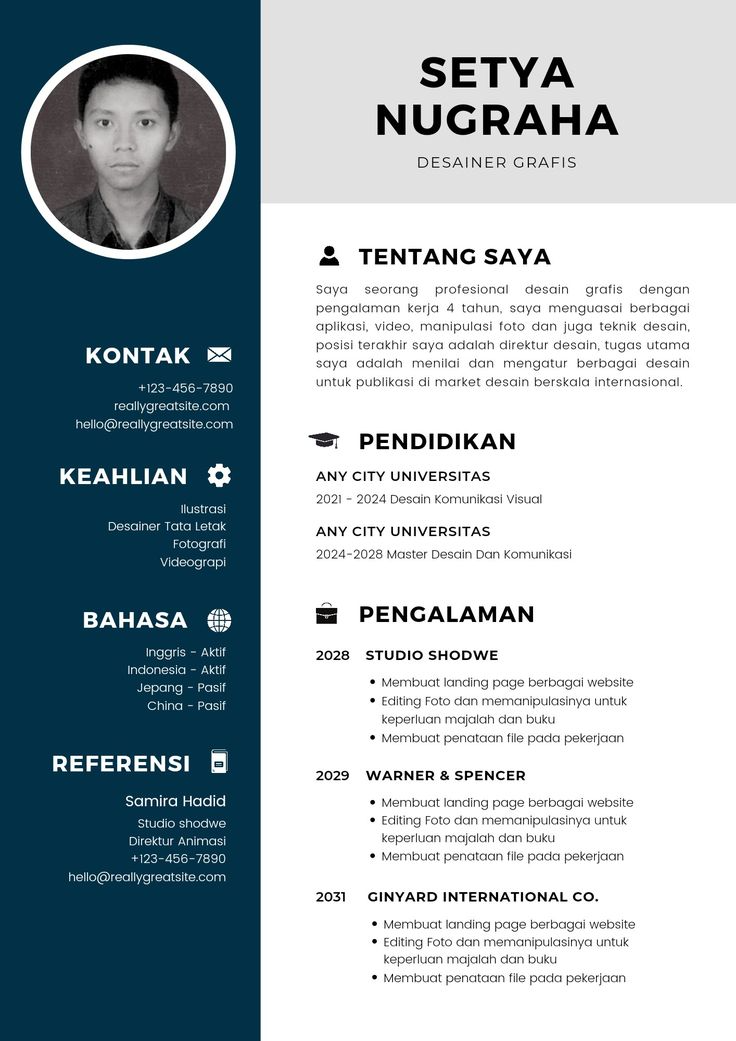 SETYA
NUGRAHA
DESAINER GRAFIS
KONTAK
+123-456-7890
reallygreatsite.com
hello@reallygreatsite.com
KEAHLIAN
Ilustrasi
Desainer Tata Letak
Fotografi
Videograpi
BAHASA
Inggris - Aktif
Indonesia - Aktif
Jepang - Pasif
China - Pasif
REFERENSI
Samira Hadid
Studio shodwe
Direktur Animasi
+123-456-7890
hello@reallygreatsite.com
TENTANG SAYA
Saya seorang profesional desain grafis dengan
pengalaman kerja 4 tahun, saya menguasai berbagai
aplikasi, video, manipulasi foto dan juga teknik desain,
posisi terakhir saya adalah direktur desain, tugas utama
saya adalah menilai dan mengatur berbagai desain
untuk publikasi di market desain berskala internasional.
PENDIDIKAN
ANY CITY UNIVERSITAS
2021 - 2024 Desain Komunikasi Visual
ANY CITY UNIVERSITAS
2024-2028 Master Desain Dan Komunikasi
PENGALAMAN
2028 STUDIO SHODWE
• Membuat landing page berbagai website
• Editing Foto dan memanipulasinya untuk
keperluan majalah dan buku
• Membuat penataan file pada pekerjaan
2029 WARNER & SPENCER
• Membuat landing page berbagai website
• Editing Foto dan memanipulasinya untuk
keperluan majalah dan buku
• Membuat penataan file pada pekerjaan
2031 GINYARD INTERNATIONAL CO.
• Membuat landing page berbagai website
• Editing Foto dan memanipulasinya untuk
keperluan majalah dan buku
• Membuat penataan file pada pekerjaan